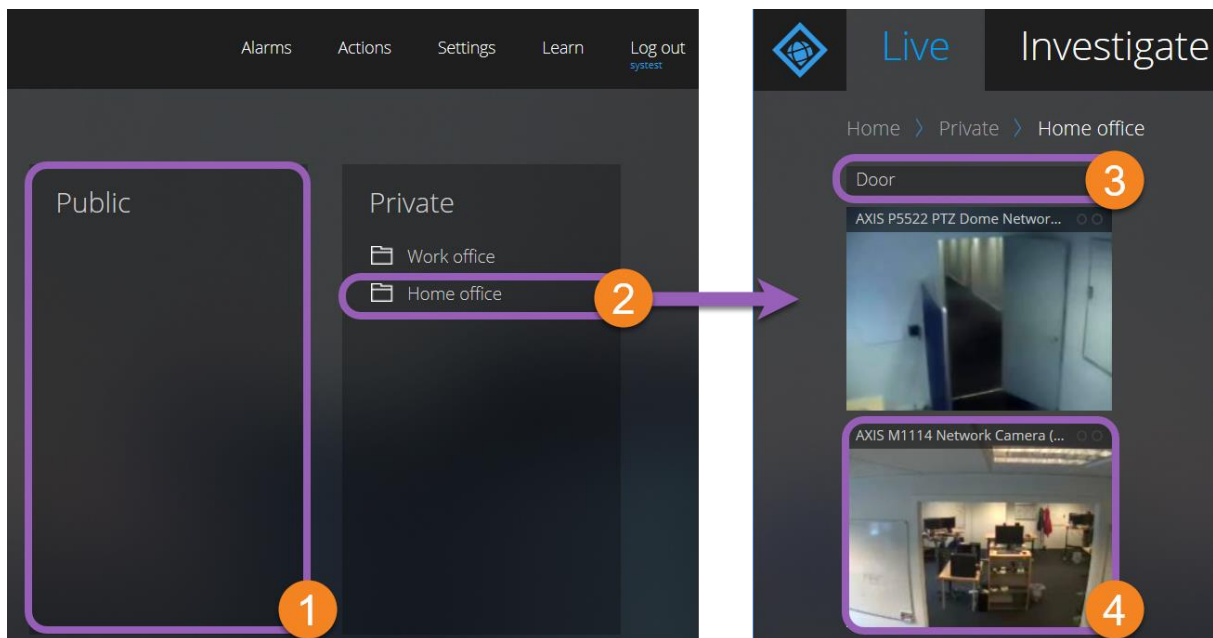 Alarms Actions Settings Learn Log out
systest
Public
Private
Work office
Home office
2
1
Live Investigate
Home 〉 Private 〉 Home office
Door
3
AXIS P5522 PTZ Dome Networ...
AXIS M1114 Network Camera (...
4